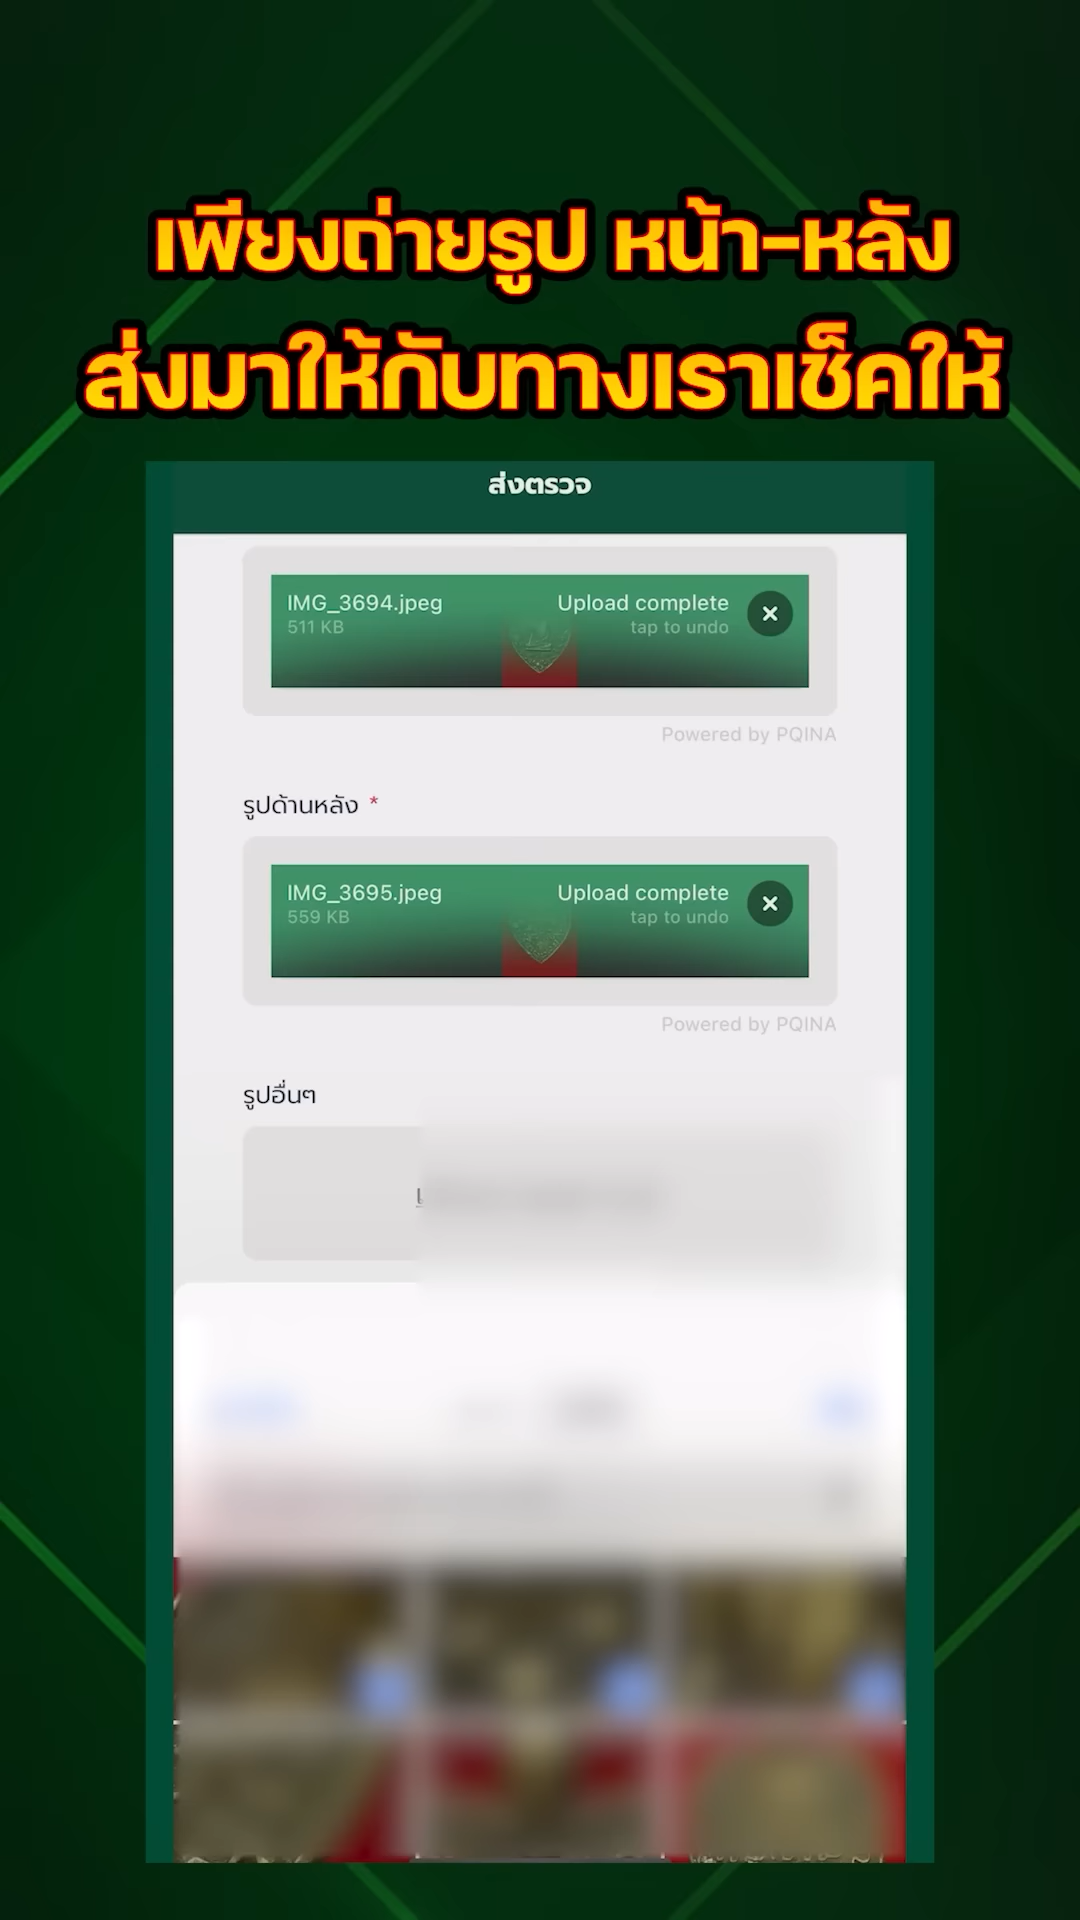 เพียงถ่ายรูป หน้า-หลัง
ส่งมาให้กับทางเราเช็คให้
ส่งตรวจ
IMG_3694.jpeg
511 KB
Upload complete
tap to undo
Powered by PQINA
รูปด้านหลัง *
IMG_3695.jpeg
559 KB
Upload complete
tap to undo
Powered by PQINA
รูปอื่นๆ